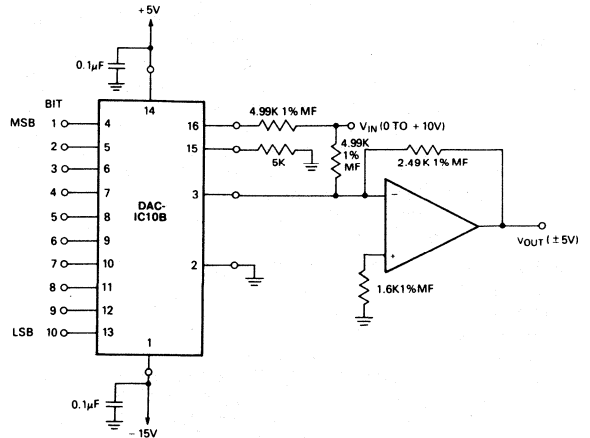 +5V
0.1µF
BIT
MSB 1 4
2 5
3 6
4 7
5 8
6 9
7 10
8 11
9 12
LSB 10 13
14
DAC-
IC10B
16
15
3
2
1
4.99K 1% MF
VIN (0 TO + 10V)
5K
4.99K
1%
MF
2.49K 1% MF
−
+
VOUT (±5V)
1.6K1%MF
0.1µF
- 15V